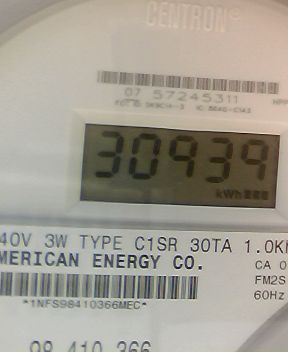 CENTRON®
07 57245311
30939
kWh
40V 3W TYPE C1SR 30TA 1.0K
MERICAN ENERGY CO.
CA 0
FM2S
60Hz
*1NFS98410366MEC*
98 410 366